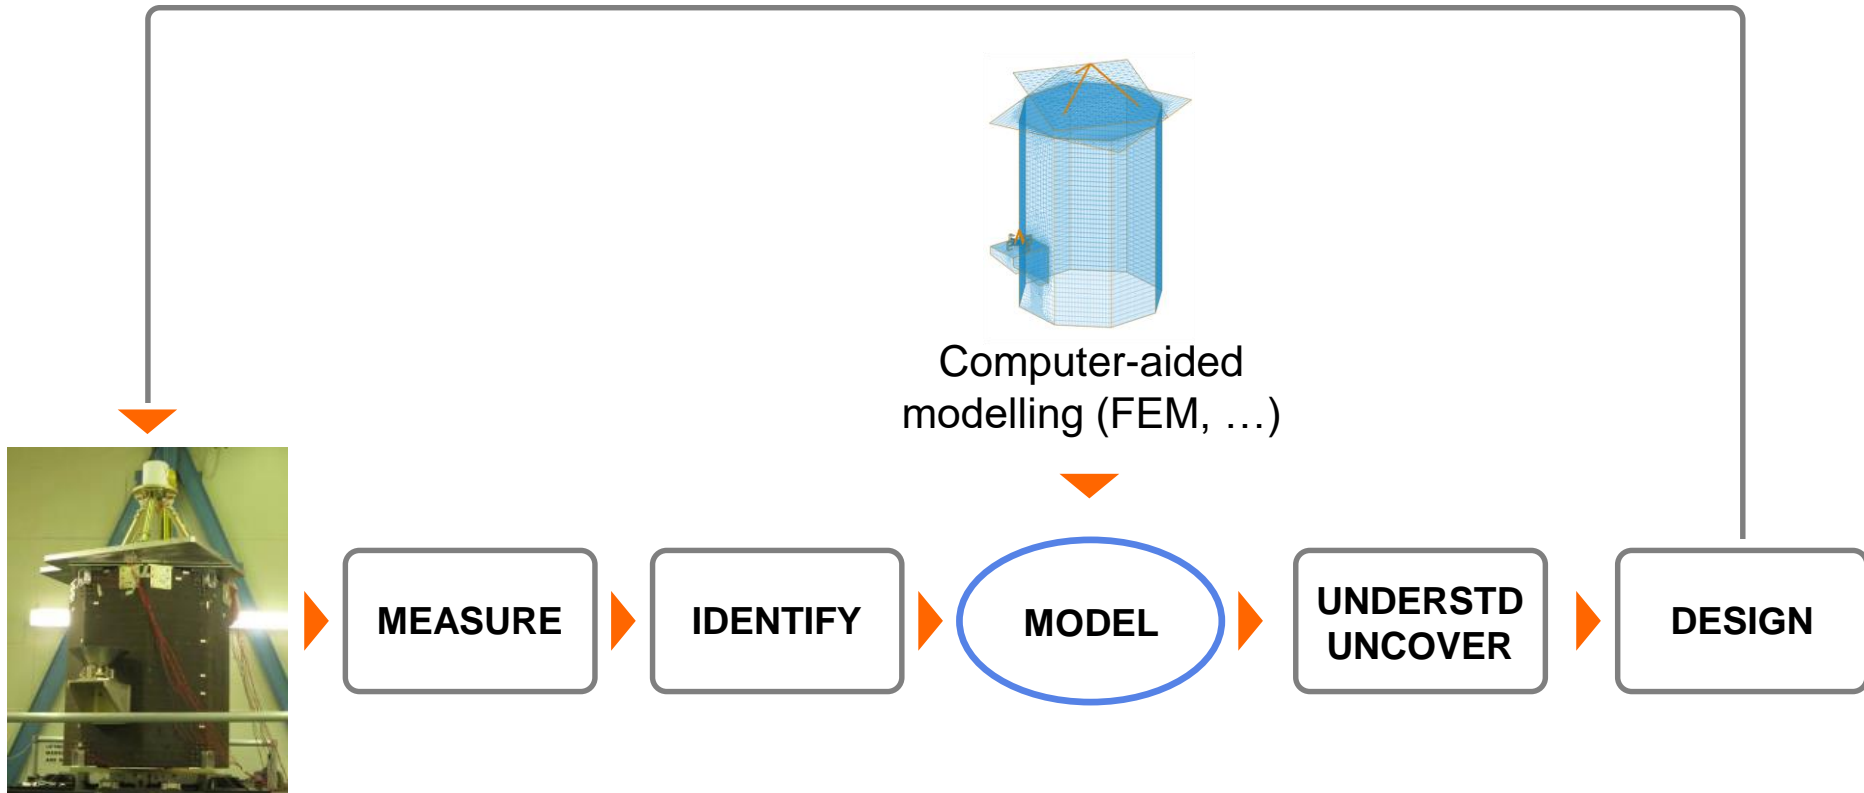 Computer-aided
modelling (FEM, …)
MEASURE
IDENTIFY
MODEL
UNDERSTD
UNCOVER
DESIGN